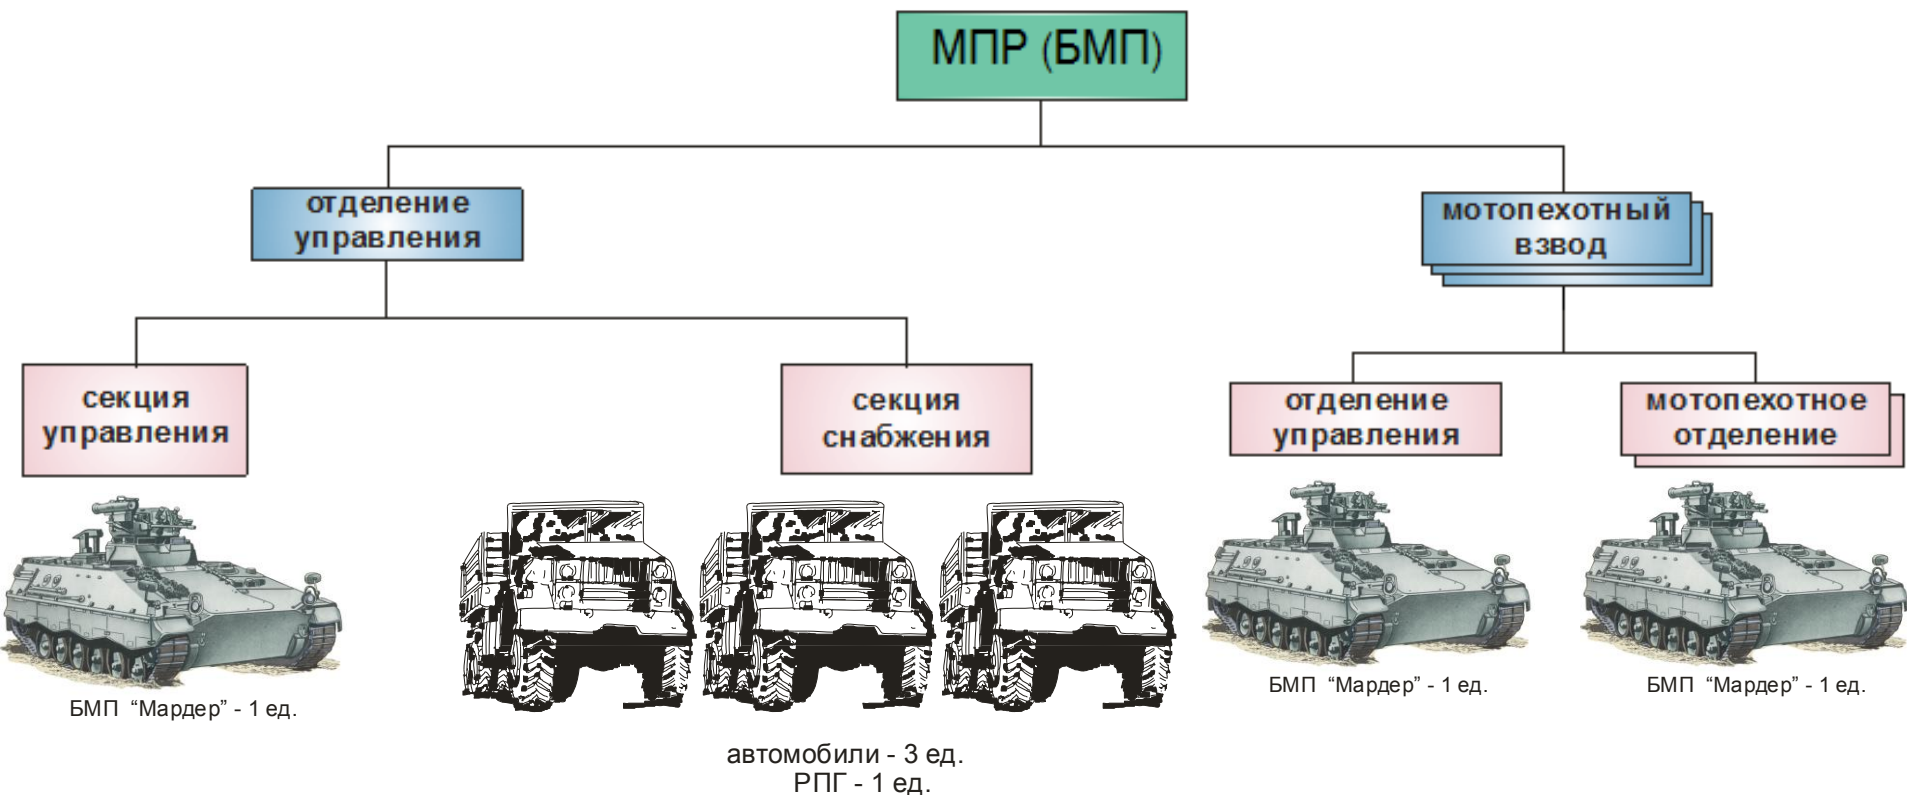 МПР (БМП)
отделение
управления
мотопехотный
взвод
секция
управления
секция
снабжения
отделение
управления
мотопехотное
отделение
БМП “Мардер” - 1 ед.
автомобили - 3 ед.
РПГ - 1 ед.
БМП “Мардер” - 1 ед.
БМП “Мардер” - 1 ед.